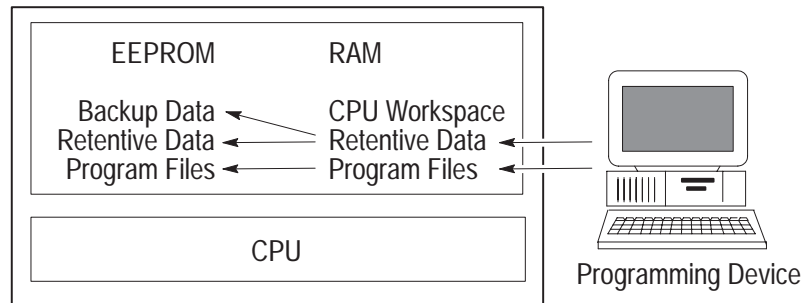 EEPROM RAM
Backup Data CPU Workspace
Retentive Data Retentive Data
Program Files Program Files
CPU
Programming Device